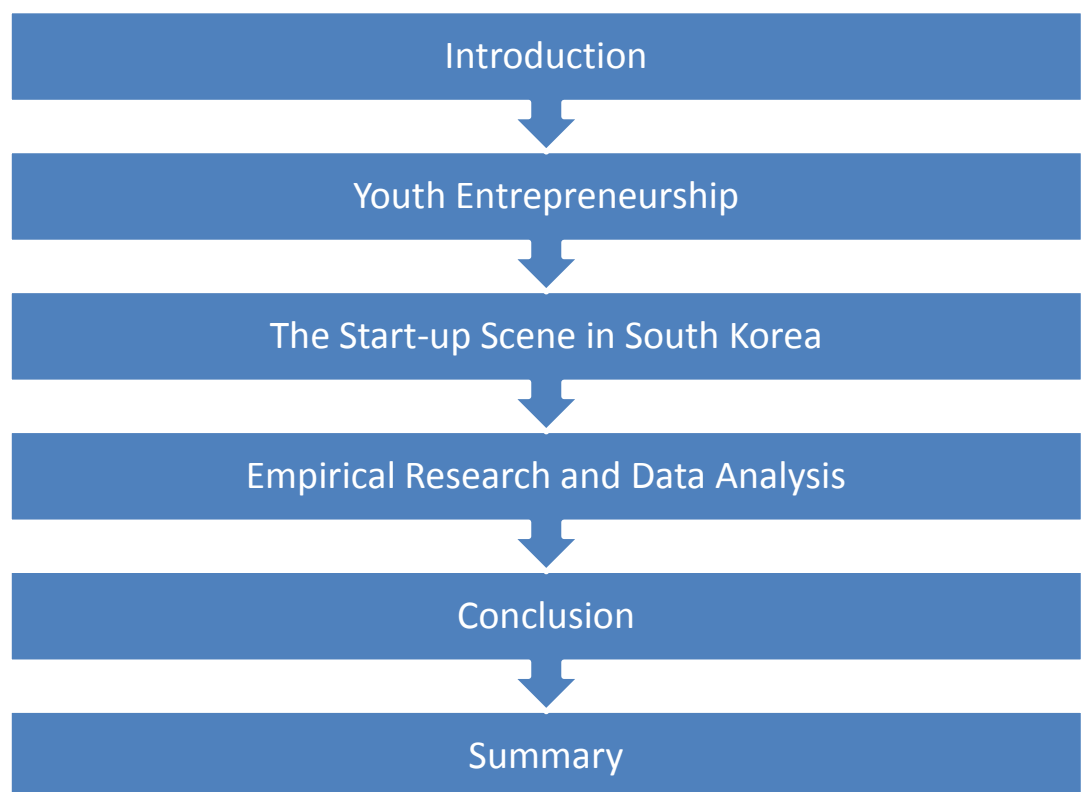 Introduction
Youth Entrepreneurship
The Start-up Scene in South Korea
Empirical Research and Data Analysis
Conclusion
Summary